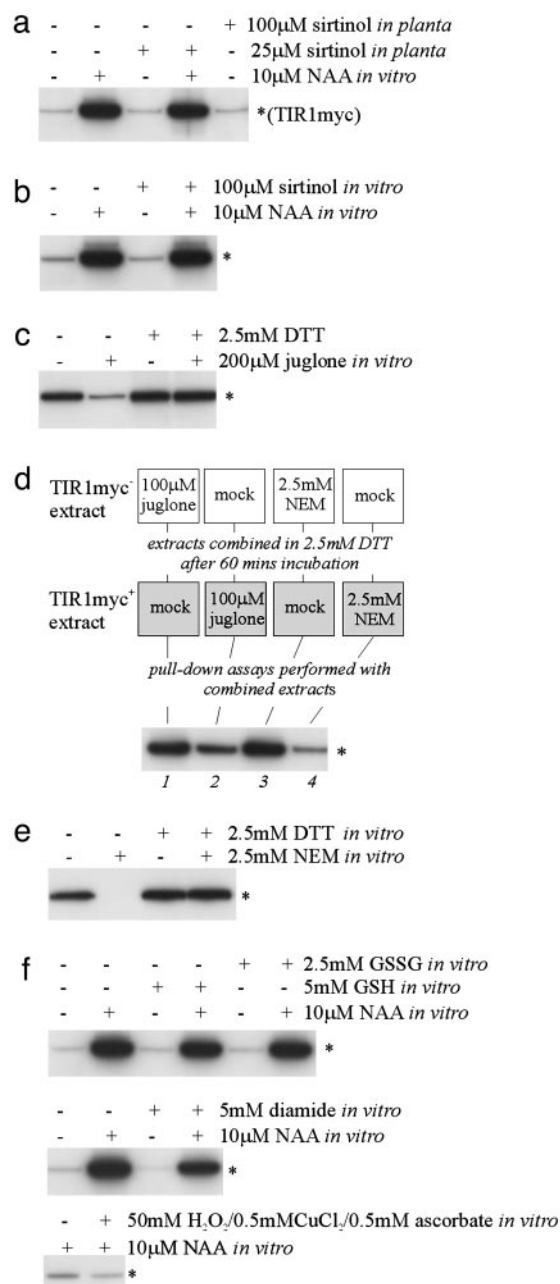 a
- - - - + 100µM sirtinol in planta
- - + + - 25µM sirtinol in planta
- + - + - 10µM NAA in vitro
*(TIR1myc)
b
- - + + 100µM sirtinol in vitro
- + - + 10µM NAA in vitro
*
c
- - + + 2.5mM DTT
- + - + 200µM juglone in vitro
*
d
TIR1myc⁻ extract
100µM juglone
mock
2.5mM NEM
mock
extracts combined in 2.5mM DTT
after 60 mins incubation
TIR1myc⁺ extract
mock
100µM juglone
mock
2.5mM NEM
pull-down assays performed with
combined extracts
*
1 2 3 4
e
- - + + 2.5mM DTT in vitro
- + - + 2.5mM NEM in vitro
*
f
- - - - + + 2.5mM GSSG in vitro
- - + + - - 5mM GSH in vitro
- + - + - + 10µM NAA in vitro
*
- - + + 5mM diamide in vitro
- + - + 10µM NAA in vitro
*
- + 50mM H₂O₂/0.5mMCuCl₂/0.5mM ascorbate in vitro
+ + 10µM NAA in vitro
*